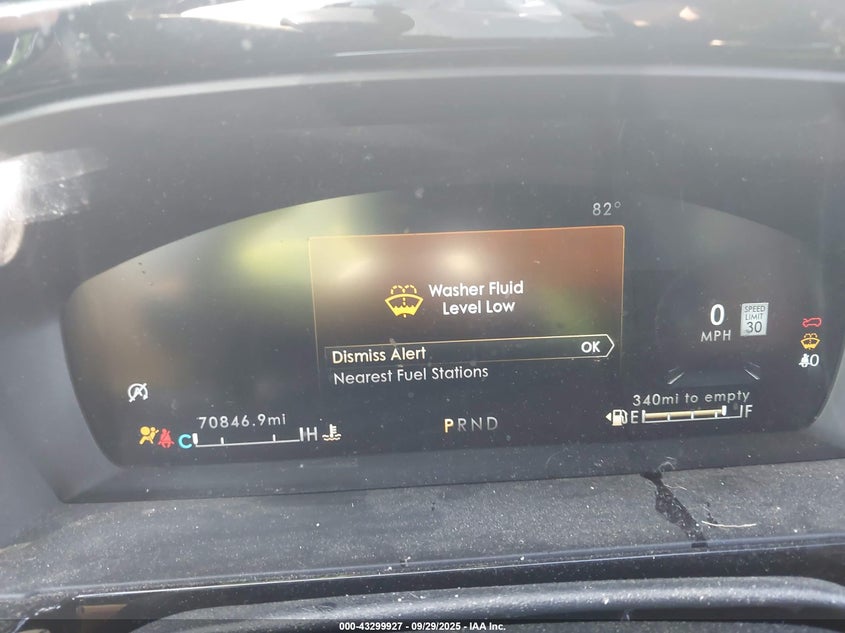 82°
Washer Fluid
Level Low
Dismiss Alert OK
Nearest Fuel Stations
0
MPH
SPEED
LIMIT
30
0
70846.9mi
C H
PRND
340mi to empty
E F
000-43299927 - 09/29/2025 - IAA Inc.